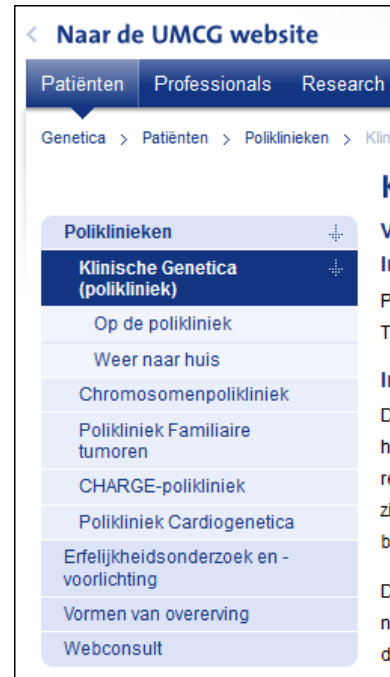 < Naar de UMCG website
Patiënten Professionals Research
Genetica > Patiënten > Poliklinieken > Klin
Poliklinieken
Klinische Genetica
(polikliniek)
Op de polikliniek
Weer naar huis
Chromosomenpolikliniek
Polikliniek Familiaire
tumoren
CHARGE-polikliniek
Polikliniek Cardiogenetica
Erfelijkheidsonderzoek en -
voorlichting
Vormen van overerving
Webconsult